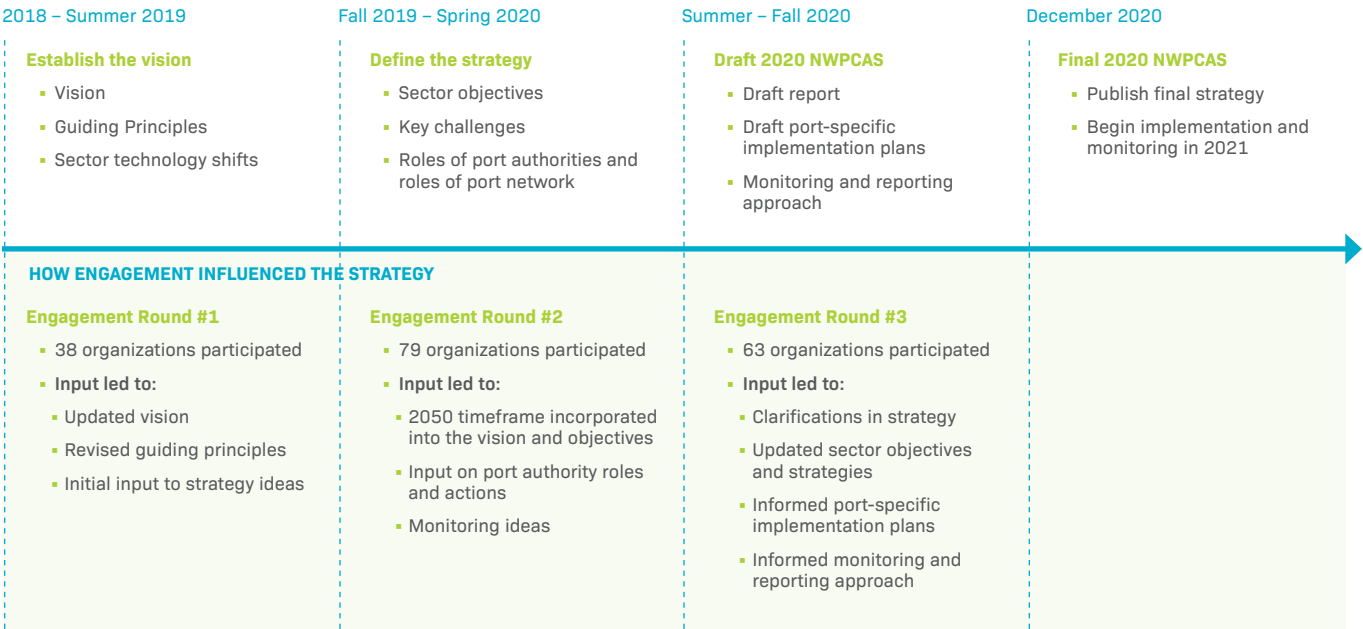 2018 – Summer 2019
Fall 2019 – Spring 2020
Summer – Fall 2020
December 2020
Establish the vision
▪ Vision
▪ Guiding Principles
▪ Sector technology shifts
Define the strategy
▪ Sector objectives
▪ Key challenges
▪ Roles of port authorities and
roles of port network
Draft 2020 NWPCAS
▪ Draft report
▪ Draft port-specific
implementation plans
▪ Monitoring and reporting
approach
Final 2020 NWPCAS
▪ Publish final strategy
▪ Begin implementation and
monitoring in 2021
HOW ENGAGEMENT INFLUENCED THE STRATEGY
Engagement Round #1
▪ 38 organizations participated
▪ Input led to:
▪ Updated vision
▪ Revised guiding principles
▪ Initial input to strategy ideas
Engagement Round #2
▪ 79 organizations participated
▪ Input led to:
▪ 2050 timeframe incorporated
into the vision and objectives
▪ Input on port authority roles
and actions
▪ Monitoring ideas
Engagement Round #3
▪ 63 organizations participated
▪ Input led to:
▪ Clarifications in strategy
▪ Updated sector objectives
and strategies
▪ Informed port-specific
implementation plans
▪ Informed monitoring and
reporting approach